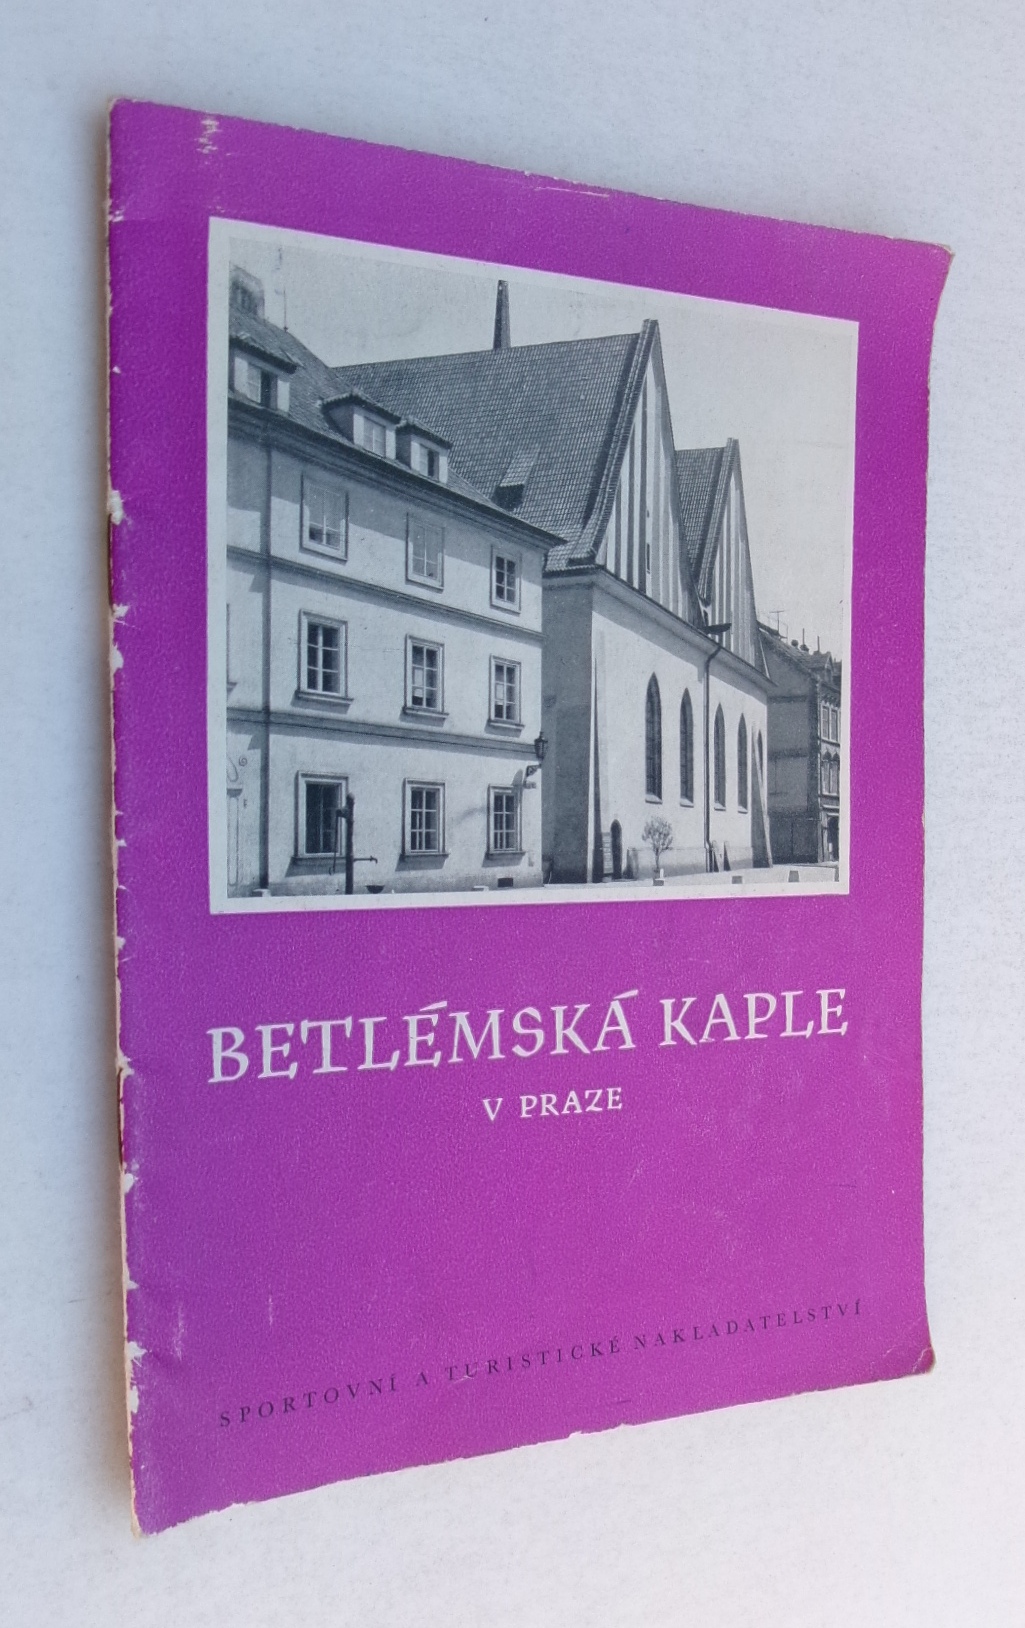 BETLÉMSKÁ KAPLE
V PRAZE
SPORTOVNÍ A TURISTICKÉ NAKLADATELSTVÍ